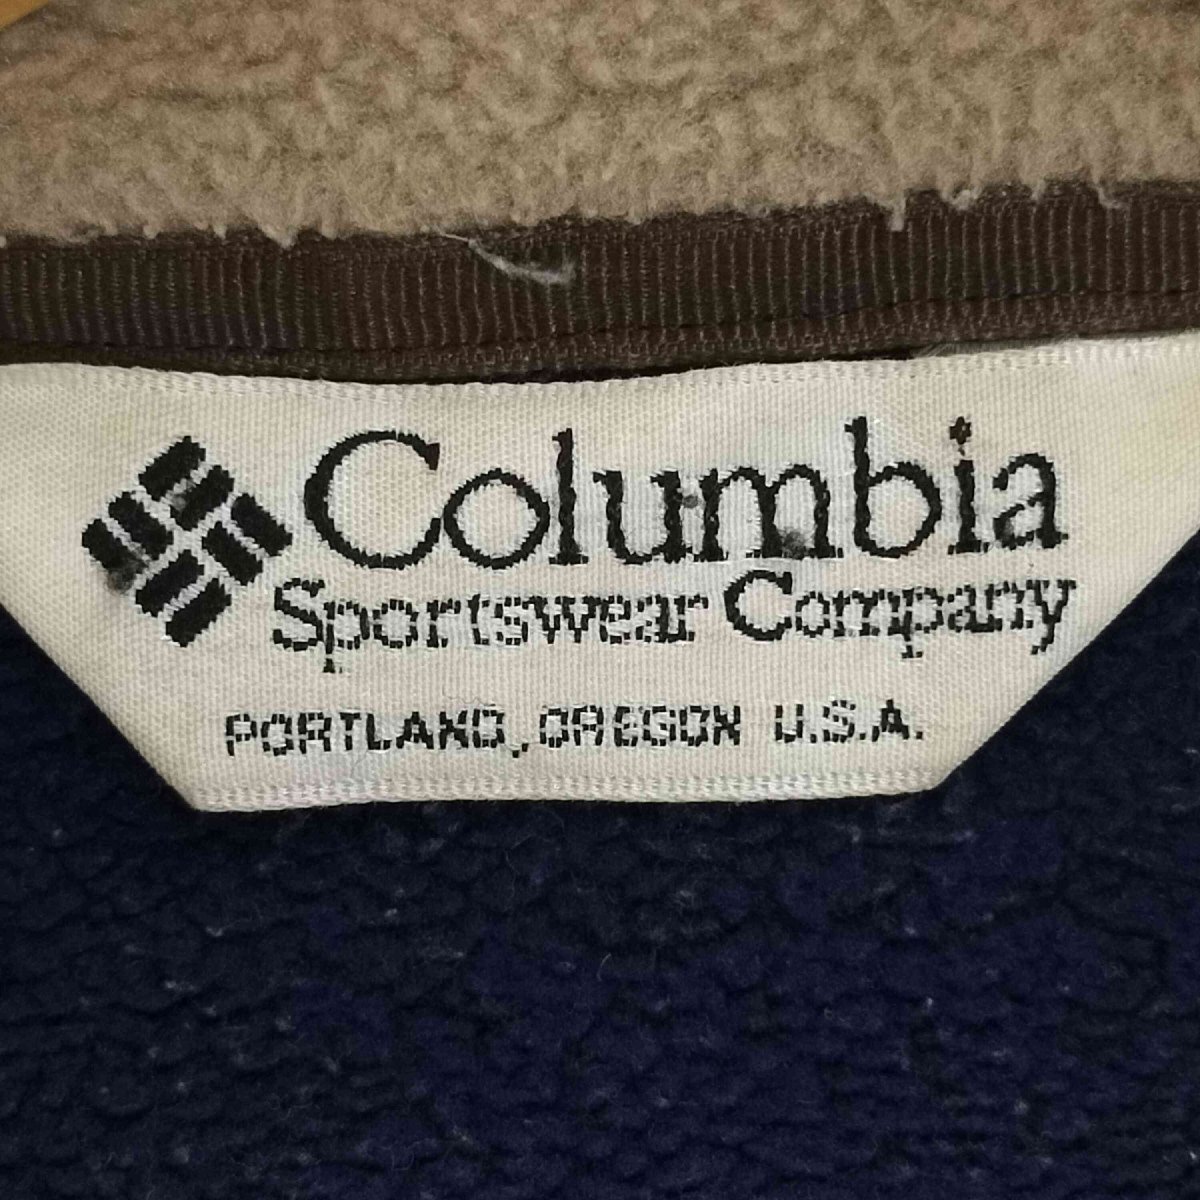 Columbia
Sportswear Company
PORTLAND, OREGON U.S.A.